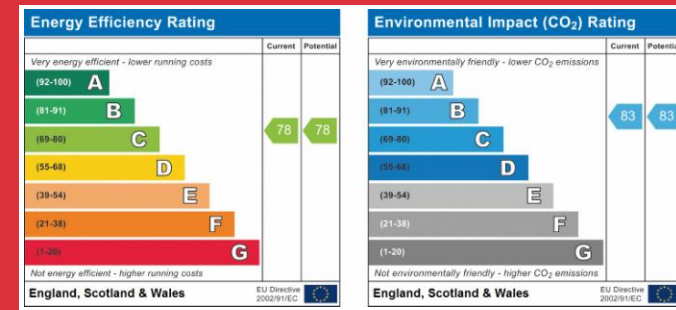 Energy Efficiency Rating
Current Potential
Very energy efficient - lower running costs
(92-100) A
(81-91) B
(69-80) C
(55-68) D
(39-54) E
(21-38) F
(1-20) G
78 78
Not energy efficient - higher running costs
England, Scotland & Wales
EU Directive
2002/91/EC
Environmental Impact (CO₂) Rating
Current Potential
Very environmentally friendly - lower CO₂ emissions
(92-100) A
(81-91) B
(69-80) C
(55-68) D
(39-54) E
(21-38) F
(1-20) G
83 83
Not environmentally friendly - higher CO₂ emissions
England, Scotland & Wales
EU Directive
2002/91/EC